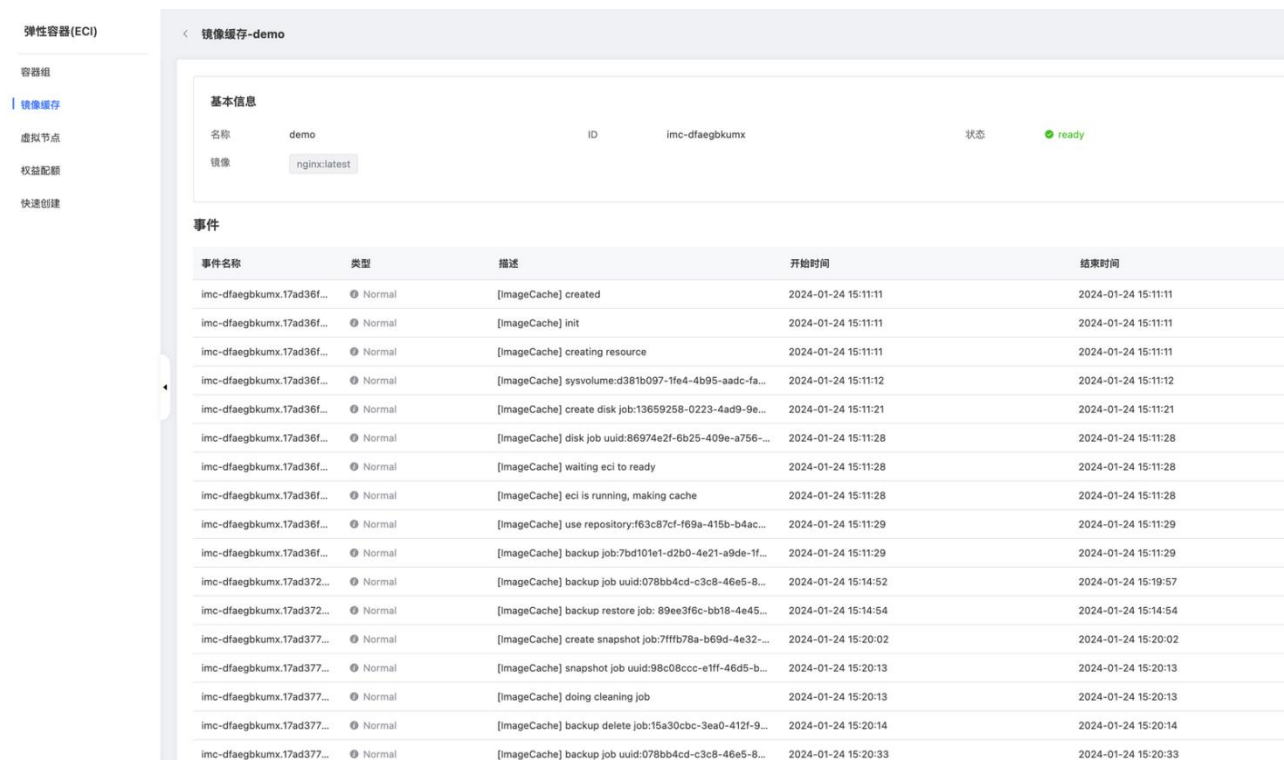 弹性容器(ECI)
容器组
镜像缓存
虚拟节点
权益配额
快速创建
镜像缓存-demo
基本信息
名称 demo ID imc-dfaegbkumx 状态 ready
镜像 nginx:latest
事件
事件名称 类型 描述 开始时间 结束时间
imc-dfaegbkumx.17ad36f... Normal [ImageCache] created 2024-01-24 15:11:11 2024-01-24 15:11:11
imc-dfaegbkumx.17ad36f... Normal [ImageCache] init 2024-01-24 15:11:11 2024-01-24 15:11:11
imc-dfaegbkumx.17ad36f... Normal [ImageCache] creating resource 2024-01-24 15:11:11 2024-01-24 15:11:11
imc-dfaegbkumx.17ad36f... Normal [ImageCache] sysvolume:d381b097-1fe4-4b95-aadc-fa... 2024-01-24 15:11:12 2024-01-24 15:11:12
imc-dfaegbkumx.17ad36f... Normal [ImageCache] create disk job:13659258-0223-4ad9-9e... 2024-01-24 15:11:21 2024-01-24 15:11:21
imc-dfaegbkumx.17ad36f... Normal [ImageCache] disk job uuid:86974e2f-6b25-409e-a756-... 2024-01-24 15:11:28 2024-01-24 15:11:28
imc-dfaegbkumx.17ad36f... Normal [ImageCache] waiting eci to ready 2024-01-24 15:11:28 2024-01-24 15:11:28
imc-dfaegbkumx.17ad36f... Normal [ImageCache] eci is running, making cache 2024-01-24 15:11:28 2024-01-24 15:11:28
imc-dfaegbkumx.17ad36f... Normal [ImageCache] use repository:f63c87cf-f69a-415b-b4ac... 2024-01-24 15:11:29 2024-01-24 15:11:29
imc-dfaegbkumx.17ad36f... Normal [ImageCache] backup job:7bd101e1-d2b0-4e21-a9de-1f... 2024-01-24 15:11:29 2024-01-24 15:11:29
imc-dfaegbkumx.17ad372... Normal [ImageCache] backup job uuid:078bb4cd-c3c8-46e5-8... 2024-01-24 15:14:52 2024-01-24 15:19:57
imc-dfaegbkumx.17ad372... Normal [ImageCache] backup restore job: 89ee3f6c-bb18-4e45... 2024-01-24 15:14:54 2024-01-24 15:14:54
imc-dfaegbkumx.17ad377... Normal [ImageCache] create snapshot job:7fffb78a-b69d-4e32-... 2024-01-24 15:20:02 2024-01-24 15:20:02
imc-dfaegbkumx.17ad377... Normal [ImageCache] snapshot job uuid:98c08ccc-e1ff-46d5-b... 2024-01-24 15:20:13 2024-01-24 15:20:13
imc-dfaegbkumx.17ad377... Normal [ImageCache] doing cleaning job 2024-01-24 15:20:13 2024-01-24 15:20:13
imc-dfaegbkumx.17ad377... Normal [ImageCache] backup delete job:15a30cbc-3ea0-412f-9... 2024-01-24 15:20:14 2024-01-24 15:20:14
imc-dfaegbkumx.17ad377... Normal [ImageCache] backup job uuid:078bb4cd-c3c8-46e5-8... 2024-01-24 15:20:33 2024-01-24 15:20:33